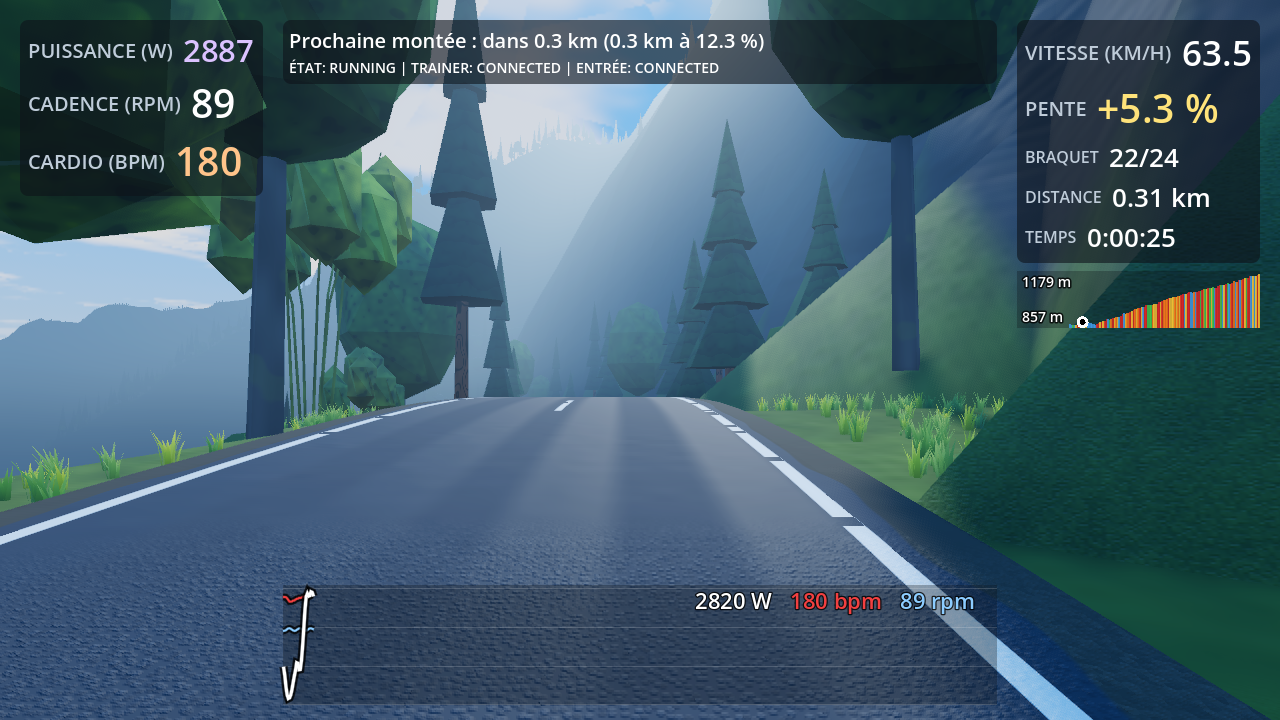 PUISSANCE (W) 2887
CADENCE (RPM) 89
CARDIO (BPM) 180
Prochaine montée : dans 0.3 km (0.3 km à 12.3 %)
ÉTAT: RUNNING | TRAINER: CONNECTED | ENTRÉE: CONNECTED
VITESSE (KM/H) 63.5
PENTE +5.3 %
BRAQUET 22/24
DISTANCE 0.31 km
TEMPS 0:00:25
1179 m
857 m
2820 W 180 bpm 89 rpm